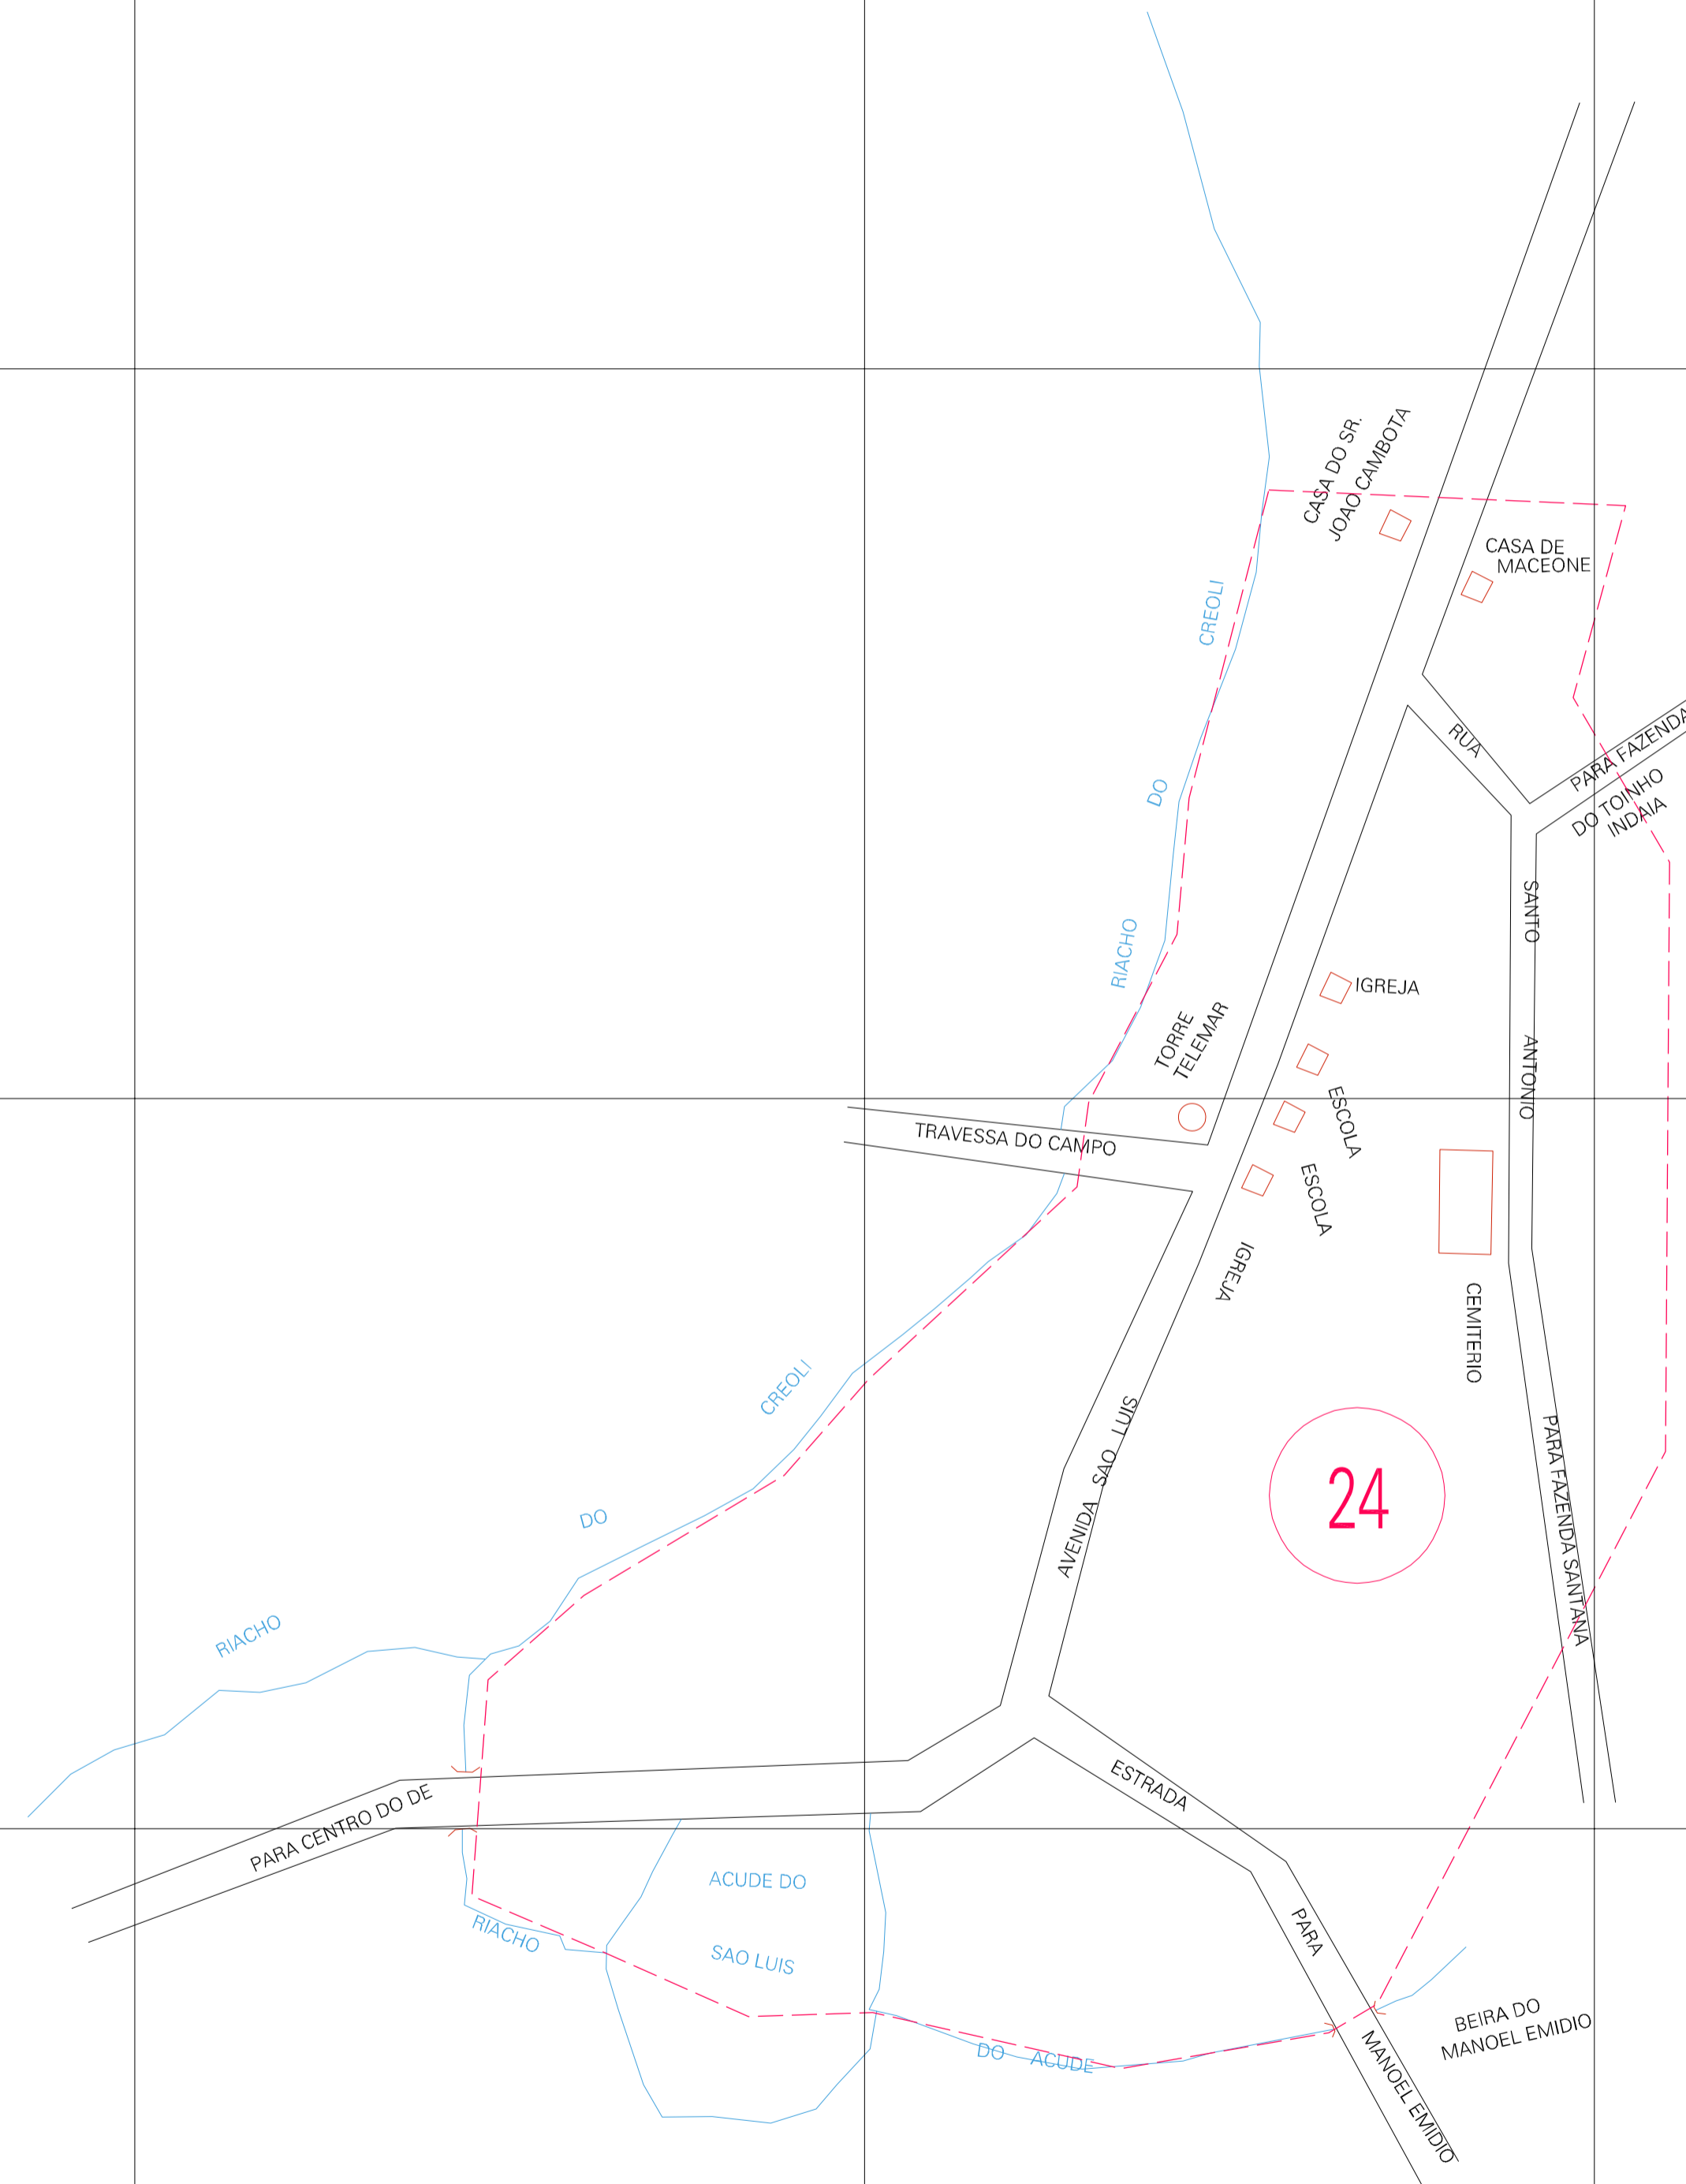 CASA DO SR.
JOAO CAMBOTA
CASA DE
MACEONE
CREOLI
DO
RIACHO
RUA
PARA FAZENDA
DO TOINHO
INDAIA
SANTO
ANTONIO
IGREJA
TORRE
TELEMAR
TRAVESSA DO CAMPO
ESCOLA
ESCOLA
IGREJA
CEMITERIO
CREOLI
DO
RIACHO
AVENIDA SAO LUIS
24
PARA FAZENDA SANTANA
PARA CENTRO DO DE
ESTRADA
PARA
MANOEL EMIDIO
ACUDE DO
SAO LUIS
RIACHO
DO ACUDE
BEIRA DO
MANOEL EMIDIO